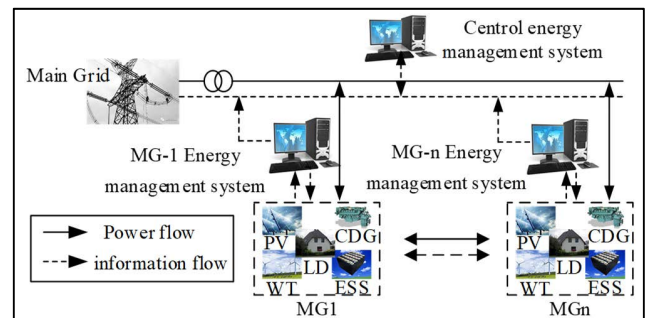 Central energy
management system
Main Grid
MG-1 Energy
management system
MG-n Energy
management system
Power flow
information flow
PV
CDG
LD
WT
ESS
MG1
PV
CDG
LD
WT
ESS
MGn